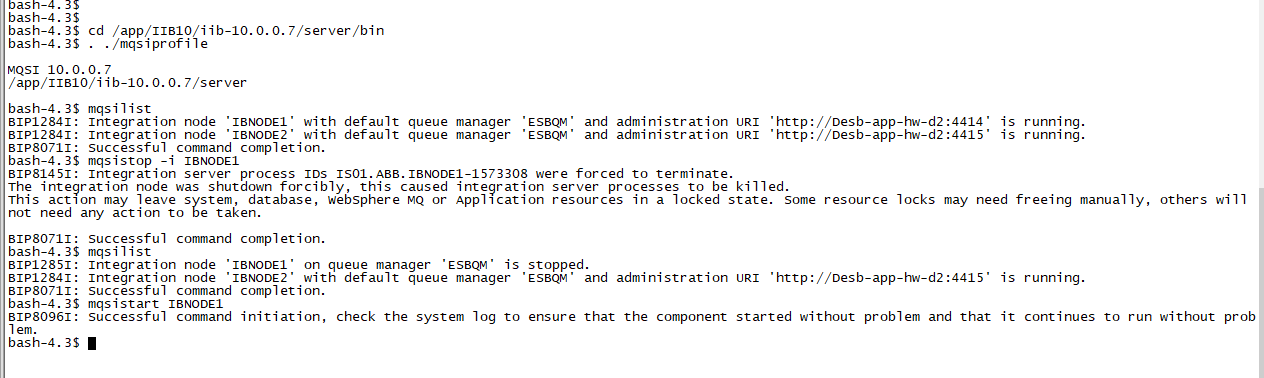 bash-4.3$
bash-4.3$
bash-4.3$ cd /app/IIB10/iib-10.0.0.7/server/bin
bash-4.3$ . ./mqsiprofile
MQSI 10.0.0.7
/app/IIB10/iib-10.0.0.7/server
bash-4.3$ mqsilist
BIP1284I: Integration node 'IBNODE1' with default queue manager 'ESBQM' and administration URI 'http://Desb-app-hw-d2:4414' is running.
BIP1284I: Integration node 'IBNODE2' with default queue manager 'ESBQM' and administration URI 'http://Desb-app-hw-d2:4415' is running.
BIP8071I: Successful command completion.
bash-4.3$ mqsistop -i IBNODE1
BIP8145I: Integration server process IDs IS01.ABB.IBNODE1-1573308 were forced to terminate.
The integration node was shutdown forcibly, this caused integration server processes to be killed.
This action may leave system, database, WebSphere MQ or Application resources in a locked state. Some resource locks may need freeing manually, others will
not need any action to be taken.
BIP8071I: Successful command completion.
bash-4.3$ mqsilist
BIP1285I: Integration node 'IBNODE1' on queue manager 'ESBQM' is stopped.
BIP1284I: Integration node 'IBNODE2' with default queue manager 'ESBQM' and administration URI 'http://Desb-app-hw-d2:4415' is running.
BIP8071I: Successful command completion.
bash-4.3$ mqsistart IBNODE1
BIP8096I: Successful command initiation, check the system log to ensure that the component started without problem and that it continues to run without prob
lem.
bash-4.3$